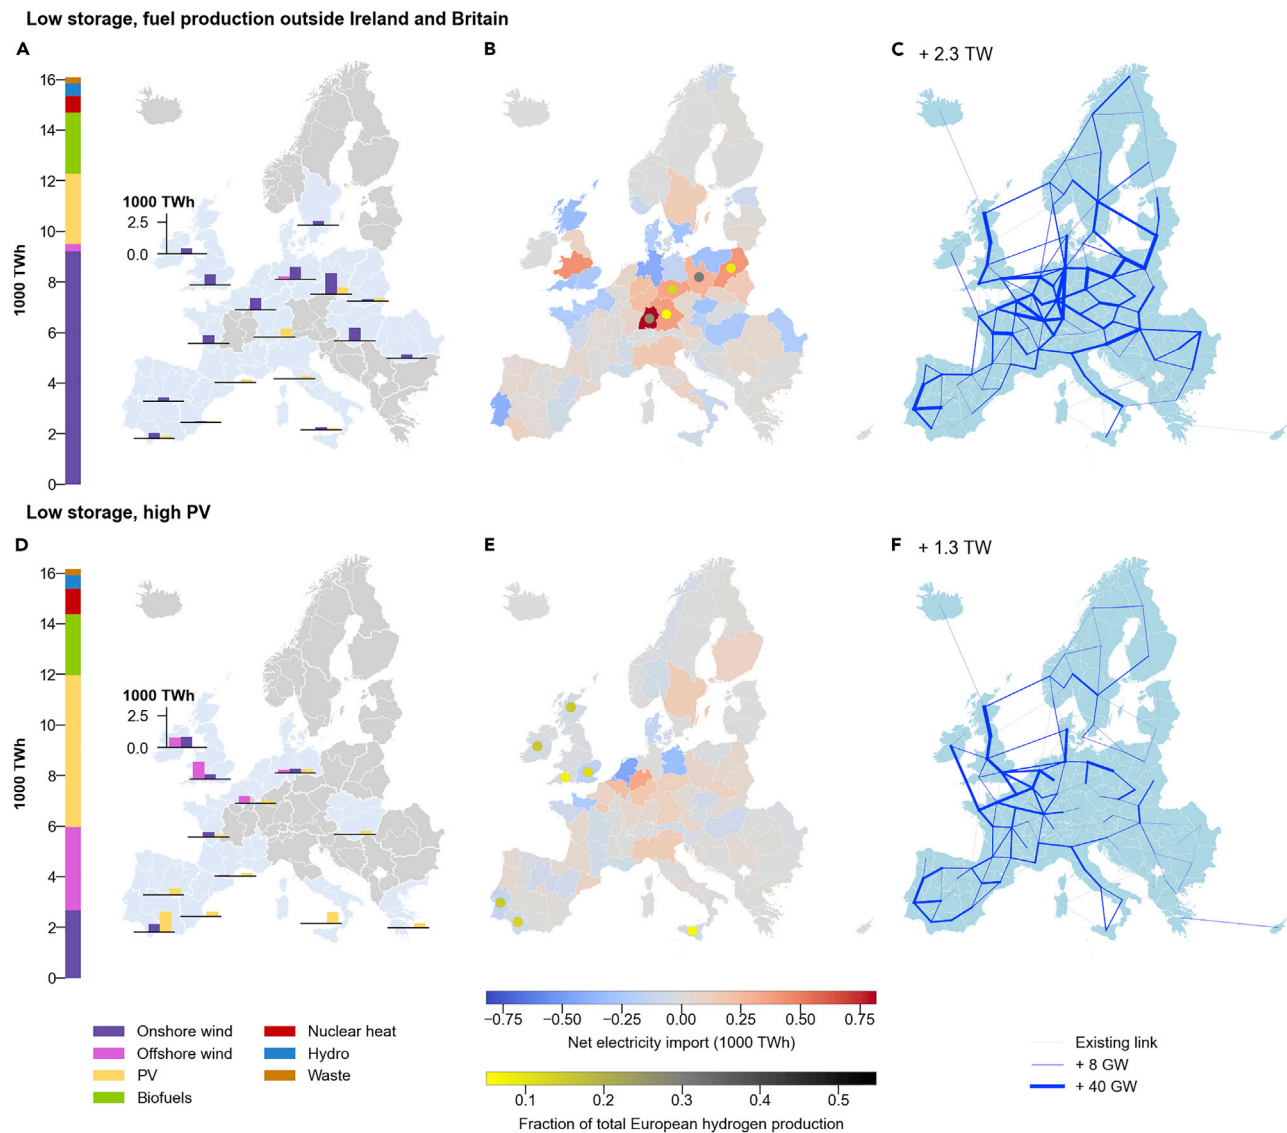 Low storage, fuel production outside Ireland and Britain
A
B
C
+ 2.3 TW
16
14
12
10
8
6
4
2
0
1000 TWh
1000 TWh
2.5
0.0
Low storage, high PV
D
E
F
+ 1.3 TW
16
14
12
10
8
6
4
2
0
1000 TWh
1000 TWh
2.5
0.0
Onshore wind
Offshore wind
PV
Biofuels
Nuclear heat
Hydro
Waste
−0.75 −0.50 −0.25 0.00 0.25 0.50 0.75
Net electricity import (1000 TWh)
0.1 0.2 0.3 0.4 0.5
Fraction of total European hydrogen production
Existing link
+ 8 GW
+ 40 GW